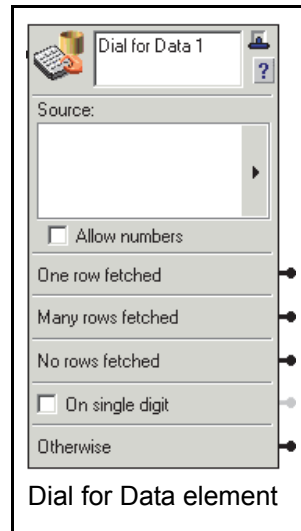 Dial for Data 1
?
Source:
Allow numbers
One row fetched
Many rows fetched
No rows fetched
On single digit
Otherwise
Dial for Data element